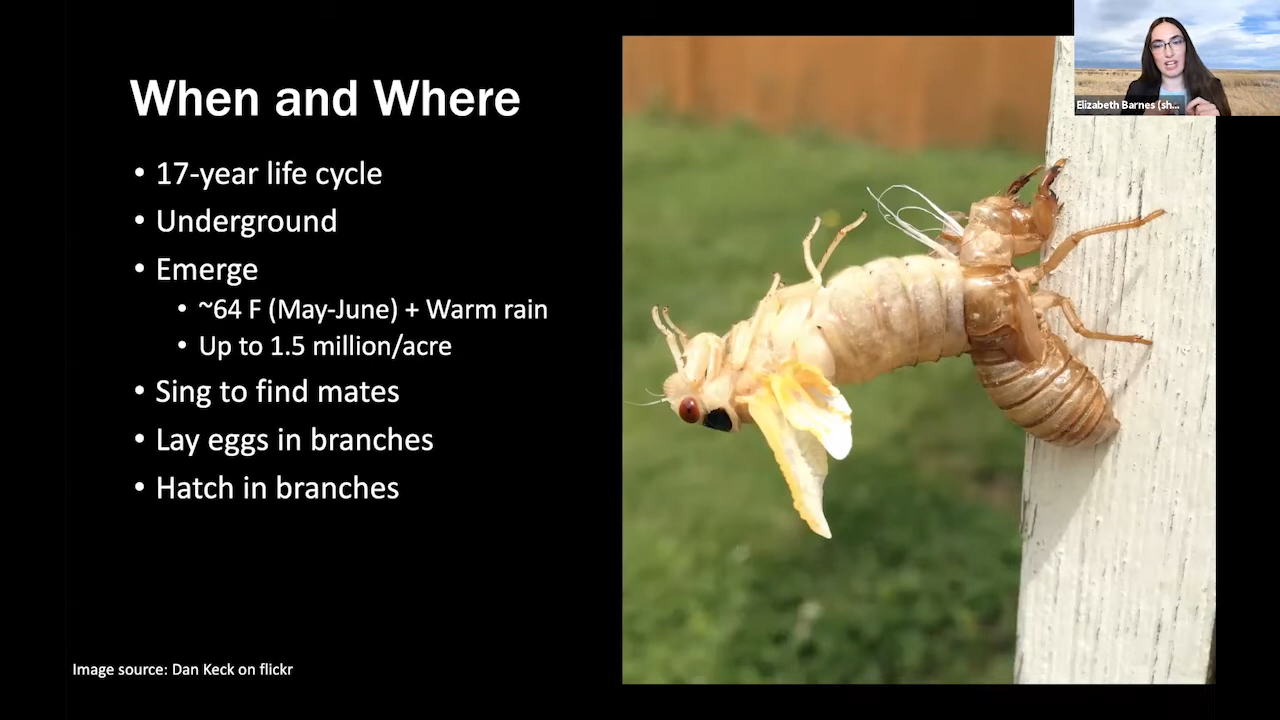 When and Where
• 17-year life cycle
• Underground
• Emerge
• ~64 F (May-June) + Warm rain
• Up to 1.5 million/acre
• Sing to find mates
• Lay eggs in branches
• Hatch in branches
Image source: Dan Keck on flickr
Elizabeth Barnes (sh...